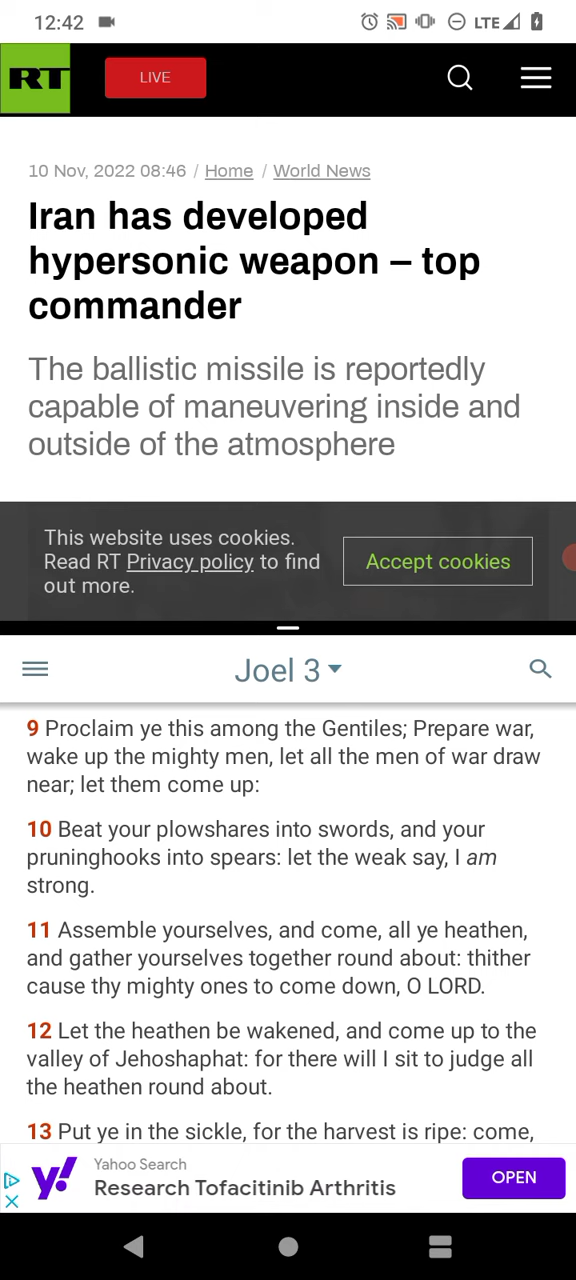 12:42
LTE
RT
LIVE
10 Nov, 2022 08:46 / Home / World News
Iran has developed
hypersonic weapon – top
commander
The ballistic missile is reportedly
capable of maneuvering inside and
outside of the atmosphere
This website uses cookies.
Read RT Privacy policy to find
out more.
Accept cookies
Joel 3
9 Proclaim ye this among the Gentiles; Prepare war,
wake up the mighty men, let all the men of war draw
near; let them come up:
10 Beat your plowshares into swords, and your
pruninghooks into spears: let the weak say, I am
strong.
11 Assemble yourselves, and come, all ye heathen,
and gather yourselves together round about: thither
cause thy mighty ones to come down, O LORD.
12 Let the heathen be wakened, and come up to the
valley of Jehoshaphat: for there will I sit to judge all
the heathen round about.
13 Put ye in the sickle, for the harvest is ripe: come,
y!
Yahoo Search
Research Tofacitinib Arthritis
OPEN